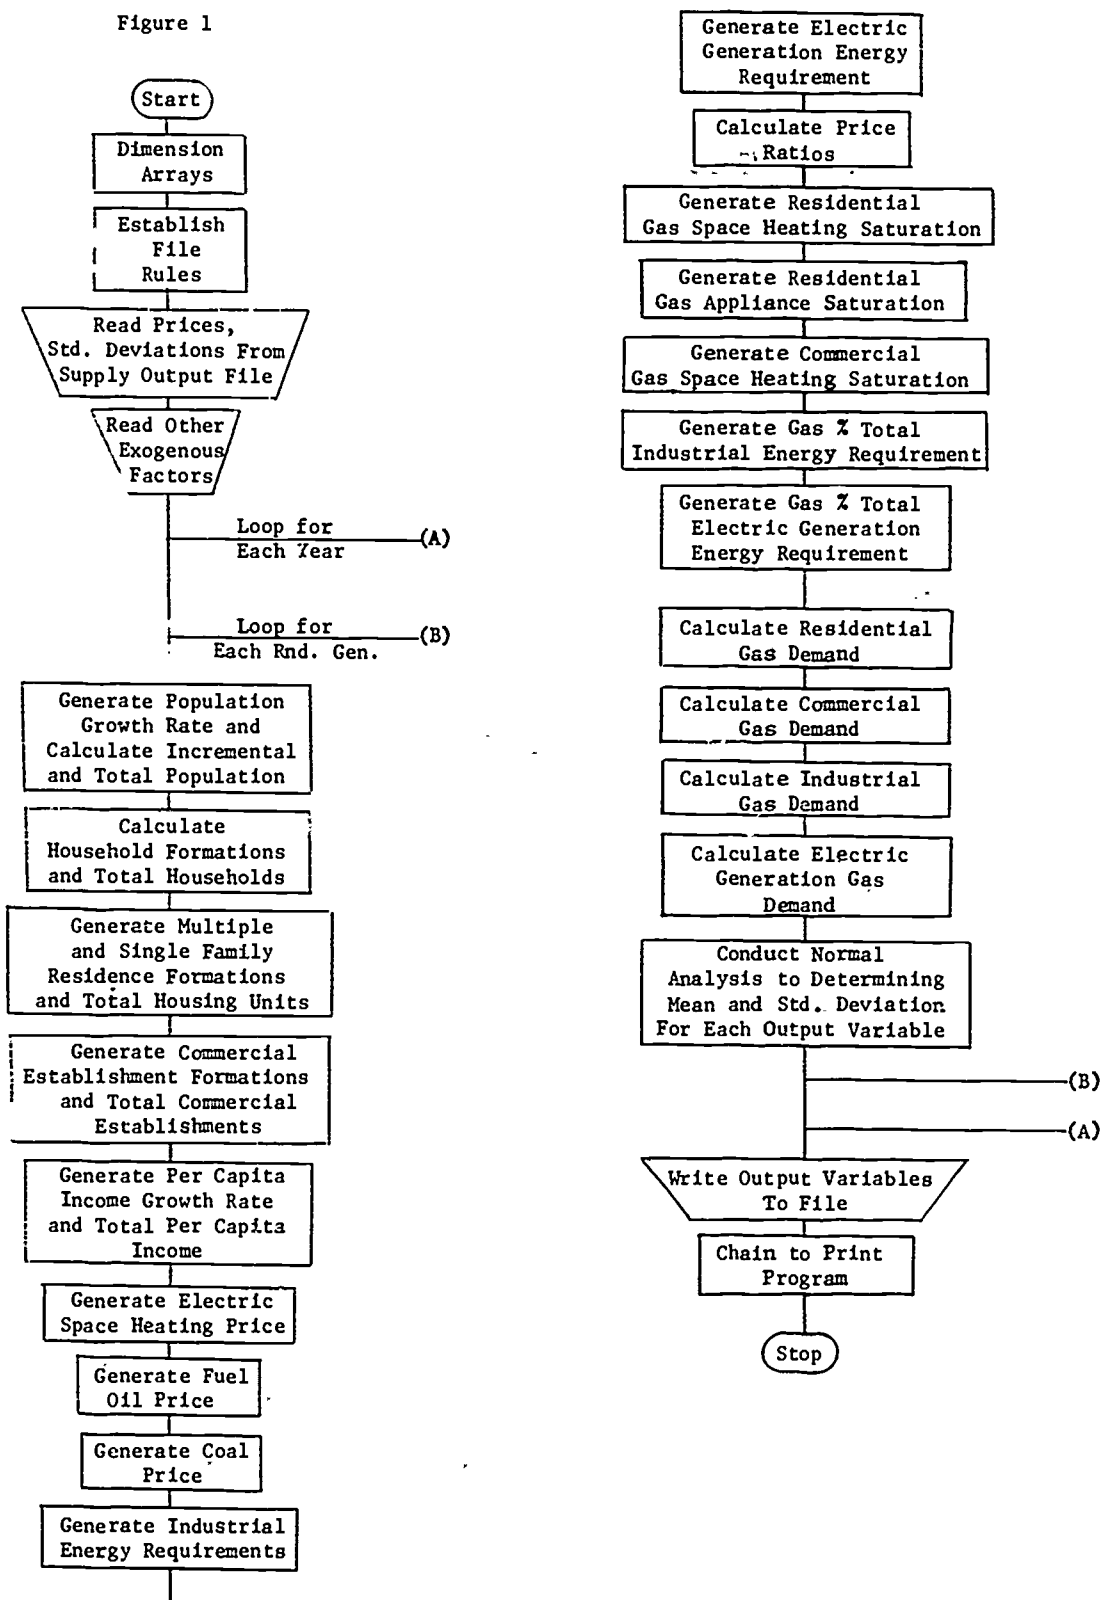 Figure 1
Start
Dimension
Arrays
Establish
File
Rules
Read Prices,
Std. Deviations From
Supply Output File
Read Other
Exogenous
Factors
Loop for
Each Year
(A)
Loop for
Each Rnd. Gen.
(B)
Generate Population
Growth Rate and
Calculate Incremental
and Total Population
Calculate
Household Formations
and Total Households
Generate Multiple
and Single Family
Residence Formations
and Total Housing Units
Generate Commercial
Establishment Formations
and Total Commercial
Establishments
Generate Per Capita
Income Growth Rate
and Total Per Capita
Income
Generate Electric
Space Heating Price
Generate Fuel
Oil Price
Generate Coal
Price
Generate Industrial
Energy Requirements
Generate Electric
Generation Energy
Requirement
Calculate Price
Ratios
Generate Residential
Gas Space Heating Saturation
Generate Residential
Gas Appliance Saturation
Generate Commercial
Gas Space Heating Saturation
Generate Gas % Total
Industrial Energy Requirement
Generate Gas % Total
Electric Generation
Energy Requirement
Calculate Residential
Gas Demand
Calculate Commercial
Gas Demand
Calculate Industrial
Gas Demand
Calculate Electric
Generation Gas
Demand
Conduct Normal
Analysis to Determining
Mean and Std. Deviation
For Each Output Variable
(B)
(A)
Write Output Variables
To File
Chain to Print
Program
Stop